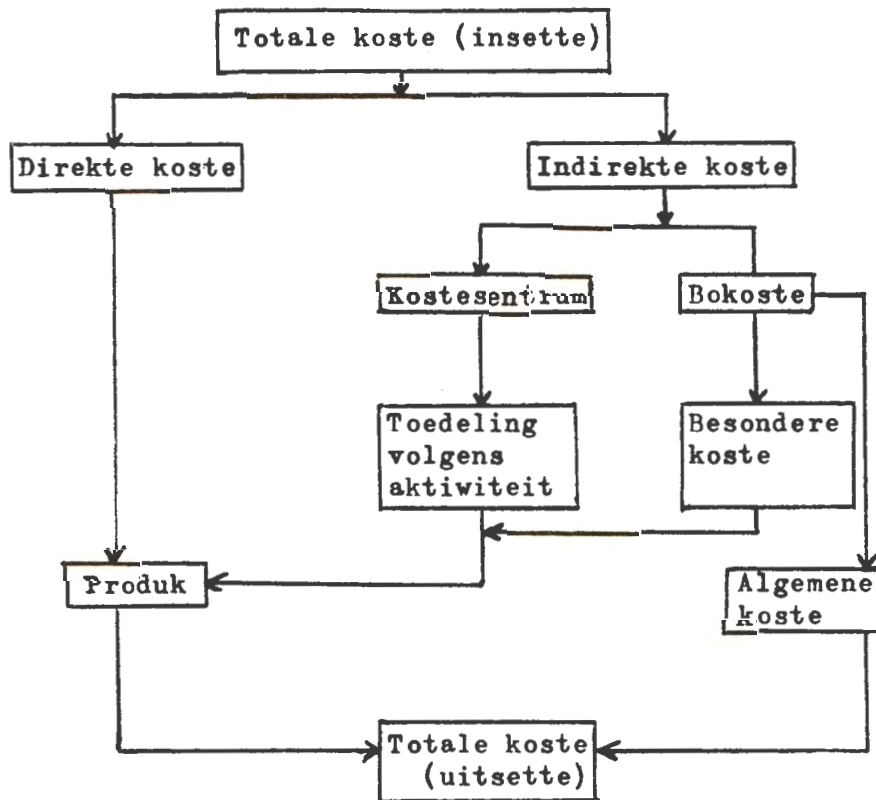 Totale koste (insette)
Direkte koste
Indirekte koste
Kostesentrum
Bokoste
Toedeling
volgens
aktiwiteit
Besondere
koste
Produk
Algemene
koste
Totale koste
(uitsette)